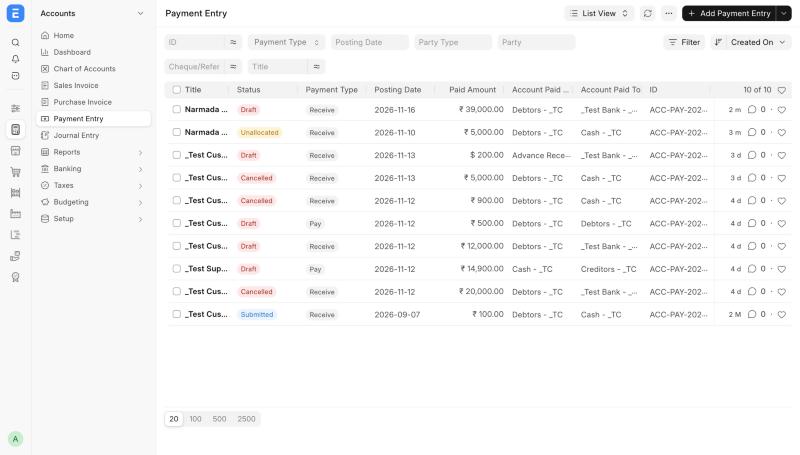 E
Accounts
Payment Entry
List View
Add Payment Entry
Home
Dashboard
Chart of Accounts
Sales Invoice
Purchase Invoice
Payment Entry
Journal Entry
Reports
Banking
Taxes
Budgeting
Setup
ID ≈ Payment Type Posting Date Party Type Party
Filter Created On
Cheque/Refer ≈ Title ≈
Title Status Payment Type Posting Date Paid Amount Account Paid ... Account Paid To ID 10 of 10
Narmada ... Draft Receive 2026-11-16 ₹ 39,000.00 Debtors - _TC _Test Bank - _... ACC-PAY-202... 2 m 0 ·
Narmada ... Unallocated Receive 2026-11-10 ₹ 5,000.00 Debtors - _TC Cash - _TC ACC-PAY-202... 3 m 0 ·
_Test Cus... Draft Receive 2026-11-13 $ 200.00 Advance Rece... _Test Bank - _... ACC-PAY-202... 3 d 0 ·
_Test Cus... Cancelled Receive 2026-11-13 ₹ 5,000.00 Debtors - _TC Cash - _TC ACC-PAY-202... 3 d 0 ·
_Test Cus... Cancelled Receive 2026-11-12 ₹ 900.00 Debtors - _TC Cash - _TC ACC-PAY-202... 4 d 0 ·
_Test Cus... Draft Pay 2026-11-12 ₹ 500.00 Debtors - _TC Debtors - _TC ACC-PAY-202... 4 d 0 ·
_Test Cus... Draft Receive 2026-11-12 ₹ 12,000.00 Debtors - _TC _Test Bank - _... ACC-PAY-202... 4 d 0 ·
_Test Sup... Draft Pay 2026-11-12 ₹ 14,900.00 Cash - _TC Creditors - _TC ACC-PAY-202... 4 d 0 ·
_Test Cus... Cancelled Receive 2026-11-12 ₹ 20,000.00 Debtors - _TC _Test Bank - _... ACC-PAY-202... 4 d 0 ·
_Test Cus... Submitted Receive 2026-09-07 ₹ 100.00 Debtors - _TC Cash - _TC ACC-PAY-202... 2 M 0 ·
20 100 500 2500
A